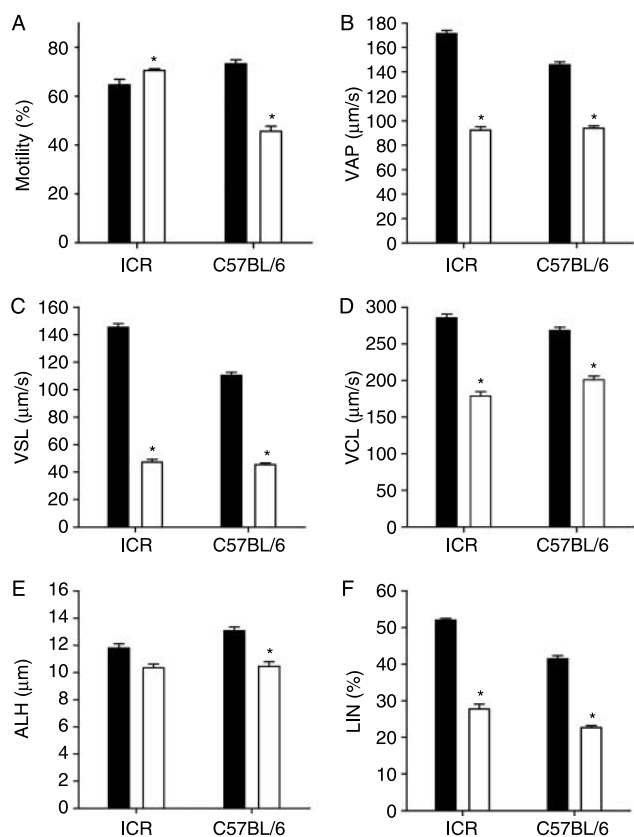 A
Motility (%)
80
60
40
20
0
*
*
ICR
C57BL/6
B
VAP (µm/s)
180
160
140
120
100
80
60
40
20
0
*
*
ICR
C57BL/6
C
VSL (µm/s)
160
140
120
100
80
60
40
20
0
*
*
ICR
C57BL/6
D
VCL (µm/s)
300
250
200
150
100
50
0
*
*
ICR
C57BL/6
E
ALH (µm)
16
14
12
10
8
6
4
2
0
*
ICR
C57BL/6
F
LIN (%)
60
50
40
30
20
10
0
*
*
ICR
C57BL/6